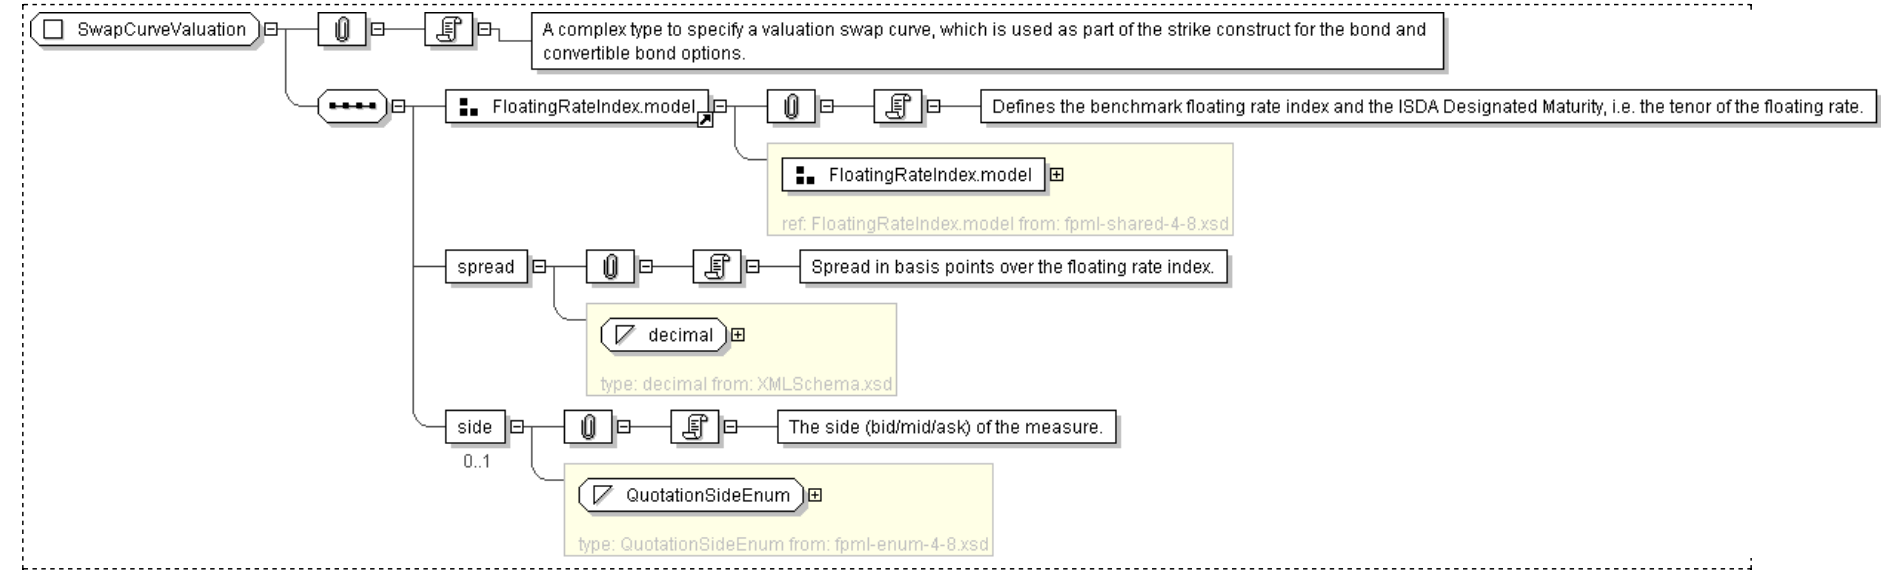 SwapCurveValuation
A complex type to specify a valuation swap curve, which is used as part of the strike construct for the bond and
convertible bond options.
FloatingRateIndex.model
Defines the benchmark floating rate index and the ISDA Designated Maturity, i.e. the tenor of the floating rate.
FloatingRateIndex.model
ref: FloatingRateIndex.model from: fpml-shared-4-8.xsd
spread
Spread in basis points over the floating rate index.
decimal
type: decimal from: XMLSchema.xsd
side
The side (bid/mid/ask) of the measure.
0..1
QuotationSideEnum
type: QuotationSideEnum from: fpml-enum-4-8.xsd